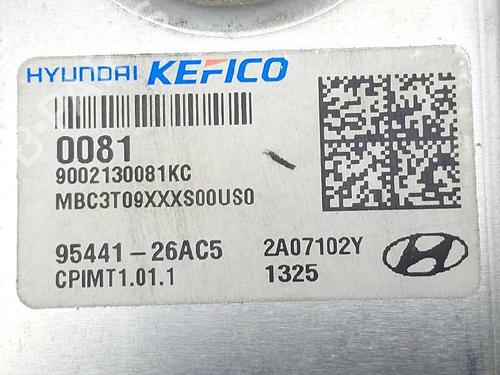 HYUNDAI KEFICO
0081
9002130081KC
MBC3T09XXXS00US0
95441-26AC5 2A07102Y
CPIMT1.01.1 1325